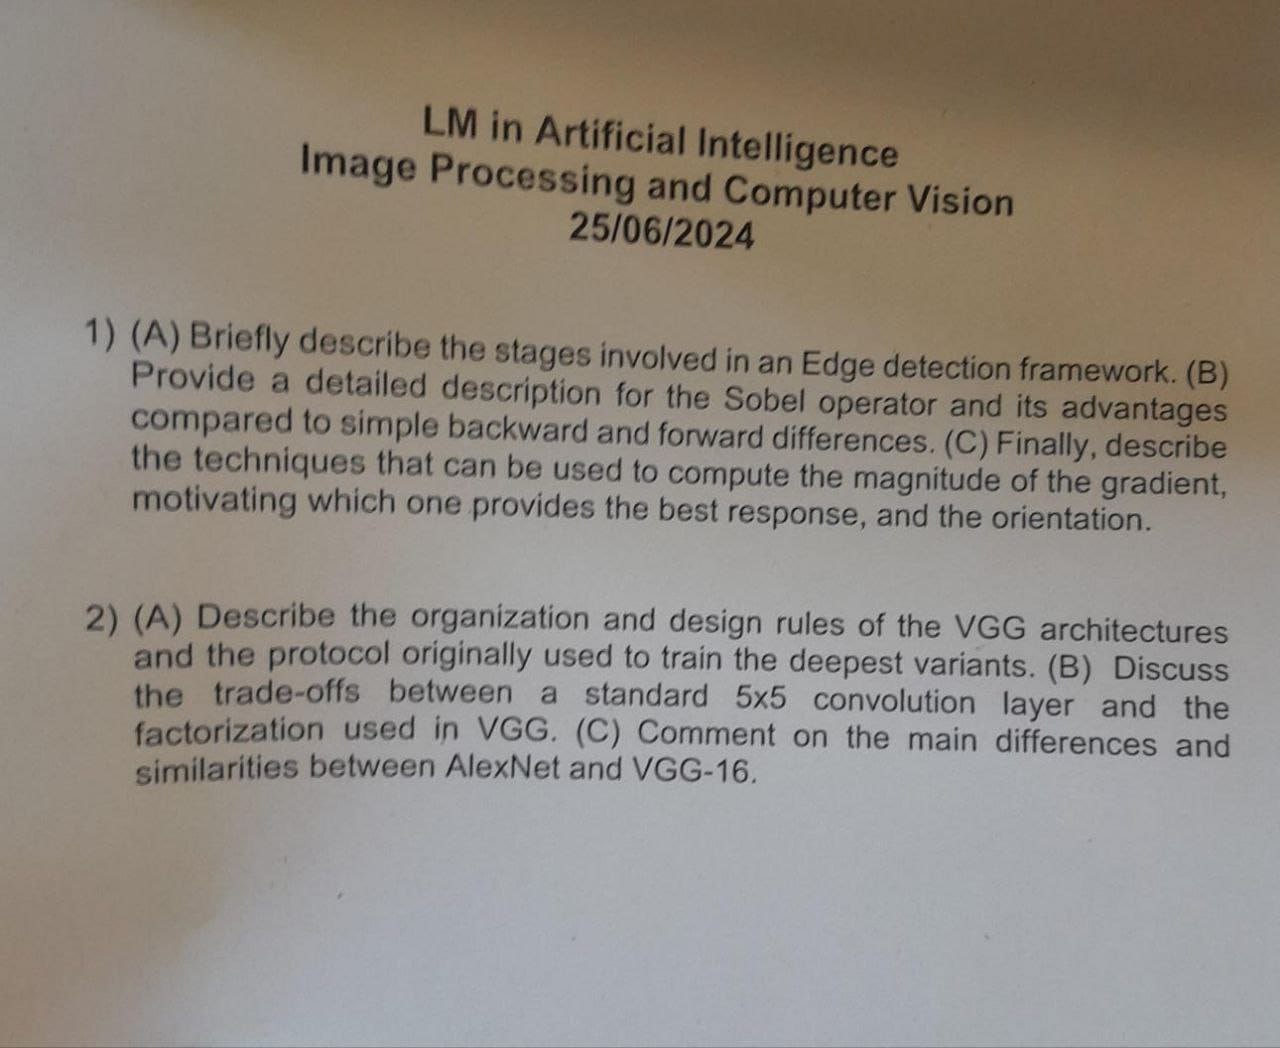 LM in Artificial Intelligence
Image Processing and Computer Vision
25/06/2024
1) (A) Briefly describe the stages involved in an Edge detection framework. (B)
Provide a detailed description for the Sobel operator and its advantages
compared to simple backward and forward differences. (C) Finally, describe
the techniques that can be used to compute the magnitude of the gradient,
motivating which one provides the best response, and the orientation.
2) (A) Describe the organization and design rules of the VGG architectures
and the protocol originally used to train the deepest variants. (B) Discuss
the trade-offs between a standard 5x5 convolution layer and the
factorization used in VGG. (C) Comment on the main differences and
similarities between AlexNet and VGG-16.